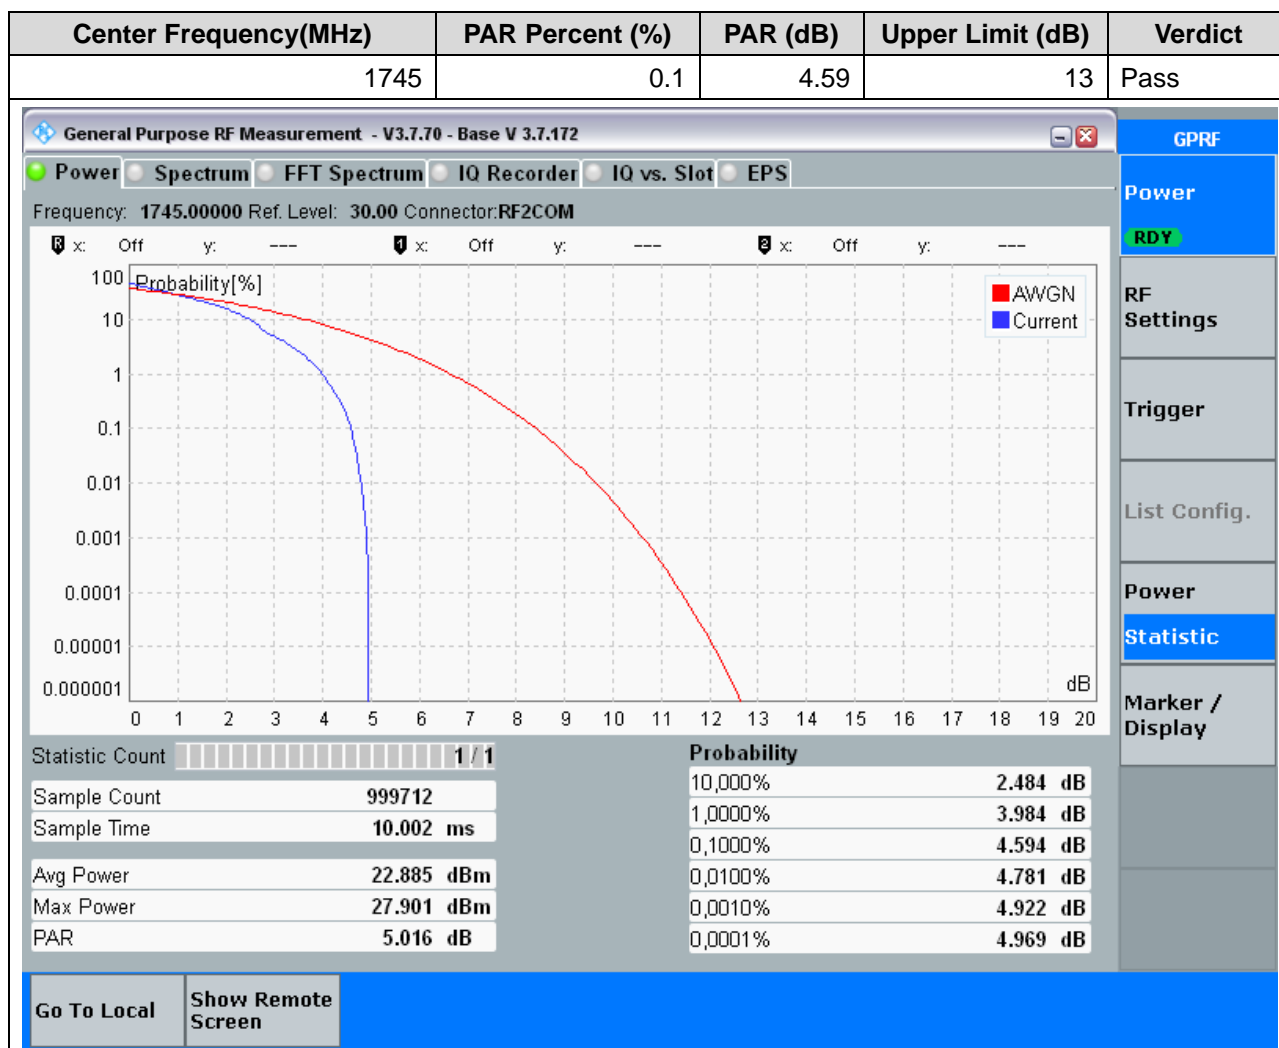 Center Frequency(MHz) PAR Percent (%) PAR (dB) Upper Limit (dB) Verdict
1745 0.1 4.59 13 Pass
General Purpose RF Measurement - V3.7.70 - Base V 3.7.172
GPRF
Power Spectrum FFT Spectrum IQ Recorder IQ vs. Slot EPS
Power
RDY
Frequency: 1745.00000 Ref. Level: 30.00 Connector:RF2COM
R x: Off y: --- 1 x: Off y: --- 2 x: Off y: ---
Probability[%]
AWGN
Current
100
10
1
0.1
0.01
0.001
0.0001
0.00001
0.000001
dB
0 1 2 3 4 5 6 7 8 9 10 11 12 13 14 15 16 17 18 19 20
RF
Settings
Trigger
List Config.
Power
Statistic
Marker /
Display
Statistic Count 1 / 1
Sample Count 999712
Sample Time 10.002 ms
Avg Power 22.885 dBm
Max Power 27.901 dBm
PAR 5.016 dB
Probability
10,000% 2.484 dB
1,0000% 3.984 dB
0,1000% 4.594 dB
0,0100% 4.781 dB
0,0010% 4.922 dB
0,0001% 4.969 dB
Go To Local
Show Remote
Screen